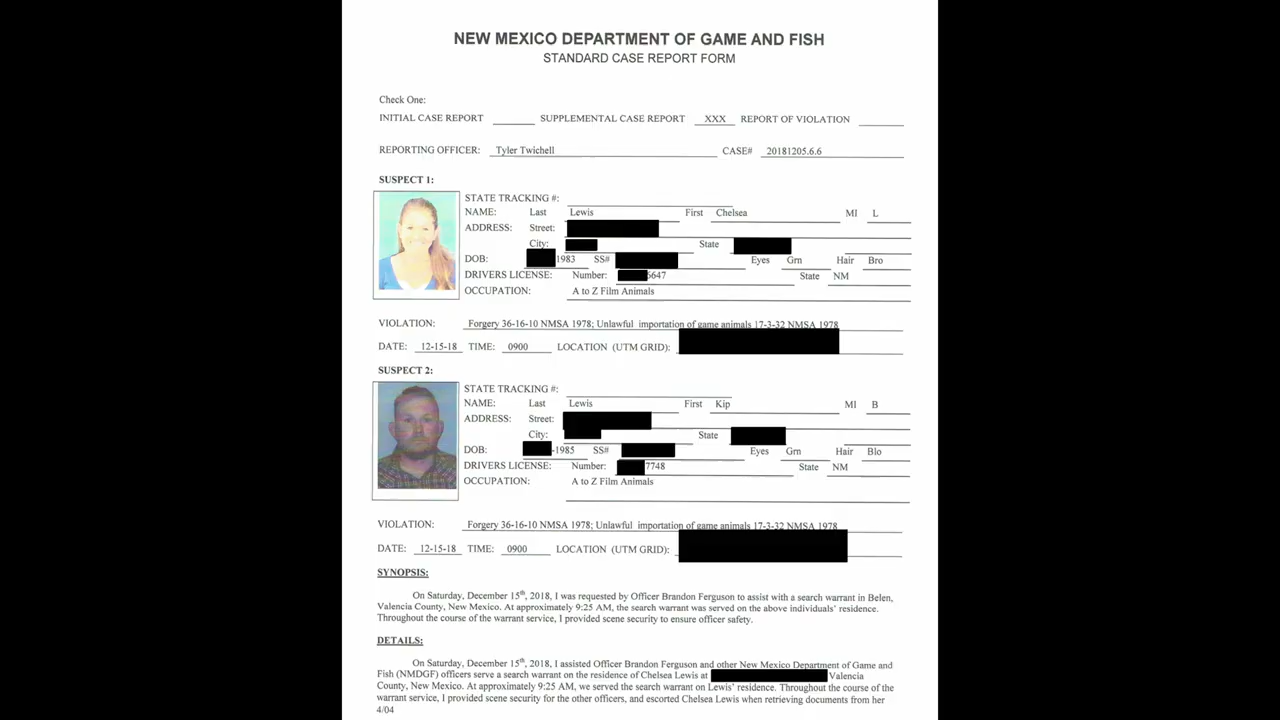 NEW MEXICO DEPARTMENT OF GAME AND FISH
STANDARD CASE REPORT FORM
Check One:
INITIAL CASE REPORT SUPPLEMENTAL CASE REPORT XXX REPORT OF VIOLATION
REPORTING OFFICER: Tyler Twichell CASE# 20181205.6.6
SUSPECT 1:
STATE TRACKING #:
NAME: Last Lewis First Chelsea MI L
ADDRESS: Street:
City: State
DOB: 1983 SS# Eyes Grn Hair Bro
DRIVERS LICENSE: Number: 6647 State NM
OCCUPATION: A to Z Film Animals
VIOLATION: Forgery 36-16-10 NMSA 1978; Unlawful importation of game animals 17-3-32 NMSA 1978
DATE: 12-15-18 TIME: 0900 LOCATION (UTM GRID):
SUSPECT 2:
STATE TRACKING #:
NAME: Last Lewis First Kip MI B
ADDRESS: Street:
City: State
DOB: -1985 SS# Eyes Grn Hair Blo
DRIVERS LICENSE: Number: 7748 State NM
OCCUPATION: A to Z Film Animals
VIOLATION: Forgery 36-16-10 NMSA 1978; Unlawful importation of game animals 17-3-32 NMSA 1978
DATE: 12-15-18 TIME: 0900 LOCATION (UTM GRID):
SYNOPSIS:
On Saturday, December 15th, 2018, I was requested by Officer Brandon Ferguson to assist with a search warrant in Belen,
Valencia County, New Mexico. At approximately 9:25 AM, the search warrant was served on the above individuals' residence.
Throughout the course of the warrant service, I provided scene security to ensure officer safety.
DETAILS:
On Saturday, December 15th, 2018, I assisted Officer Brandon Ferguson and other New Mexico Department of Game and
Fish (NMDGF) officers serve a search warrant on the residence of Chelsea Lewis at Valencia
County, New Mexico. At approximately 9:25 AM, we served the search warrant on Lewis' residence. Throughout the course of the
warrant service, I provided scene security for the other officers, and escorted Chelsea Lewis when retrieving documents from her
4/04